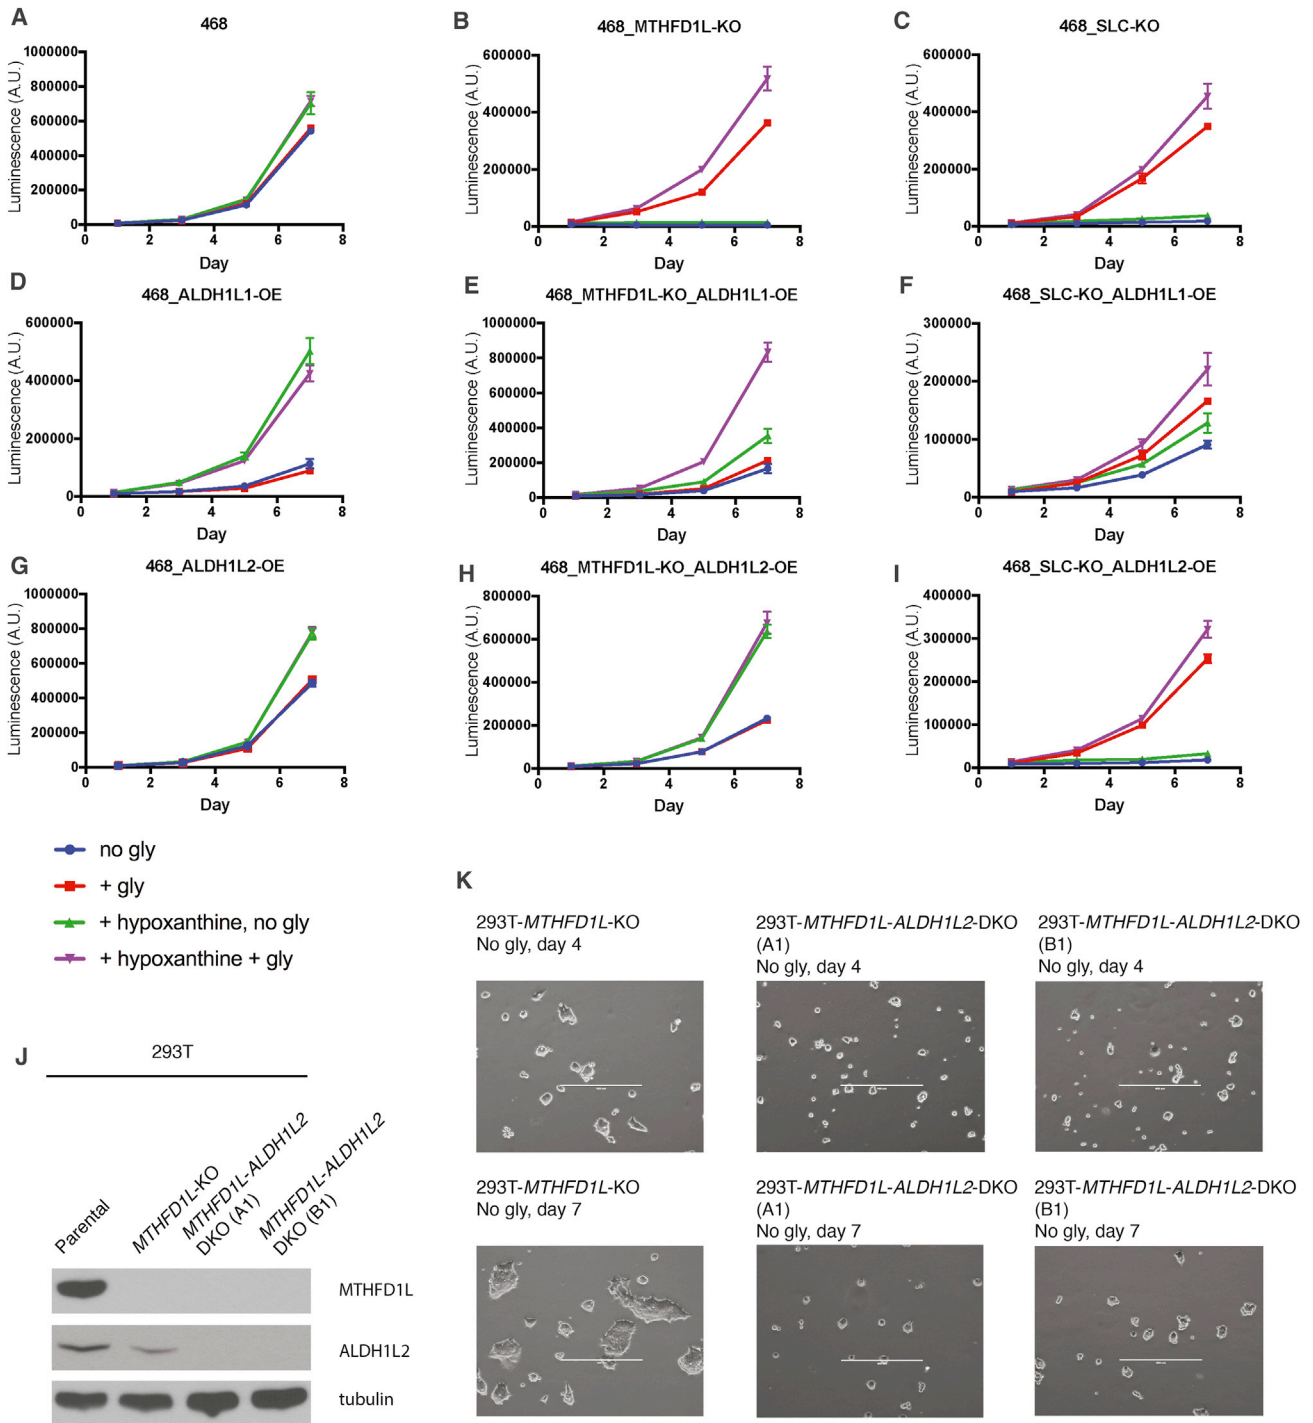 A
468
Luminescence (A.U.)
1000000
800000
600000
400000
200000
0
0 2 4 6 8
Day
B
468_MTHFD1L-KO
Luminescence (A.U.)
600000
400000
200000
0
0 2 4 6 8
Day
C
468_SLC-KO
Luminescence (A.U.)
600000
400000
200000
0
0 2 4 6 8
Day
D
468_ALDH1L1-OE
Luminescence (A.U.)
600000
400000
200000
0
0 2 4 6 8
Day
E
468_MTHFD1L-KO_ALDH1L1-OE
Luminescence (A.U.)
1000000
800000
600000
400000
200000
0
0 2 4 6 8
Day
F
468_SLC-KO_ALDH1L1-OE
Luminescence (A.U.)
300000
200000
100000
0
0 2 4 6 8
Day
G
468_ALDH1L2-OE
Luminescence (A.U.)
1000000
800000
600000
400000
200000
0
0 2 4 6 8
Day
H
468_MTHFD1L-KO_ALDH1L2-OE
Luminescence (A.U.)
800000
600000
400000
200000
0
0 2 4 6 8
Day
I
468_SLC-KO_ALDH1L2-OE
Luminescence (A.U.)
400000
300000
200000
100000
0
0 2 4 6 8
Day
no gly
+ gly
+ hypoxanthine, no gly
+ hypoxanthine + gly
J
293T
Parental
MTHFD1L-KO
MTHFD1L-ALDH1L2
DKO (A1)
MTHFD1L-ALDH1L2
DKO (B1)
MTHFD1L
ALDH1L2
tubulin
K
293T-MTHFD1L-KO
No gly, day 4
293T-MTHFD1L-ALDH1L2-DKO
(A1)
No gly, day 4
293T-MTHFD1L-ALDH1L2-DKO
(B1)
No gly, day 4
293T-MTHFD1L-KO
No gly, day 7
293T-MTHFD1L-ALDH1L2-DKO
(A1)
No gly, day 7
293T-MTHFD1L-ALDH1L2-DKO
(B1)
No gly, day 7